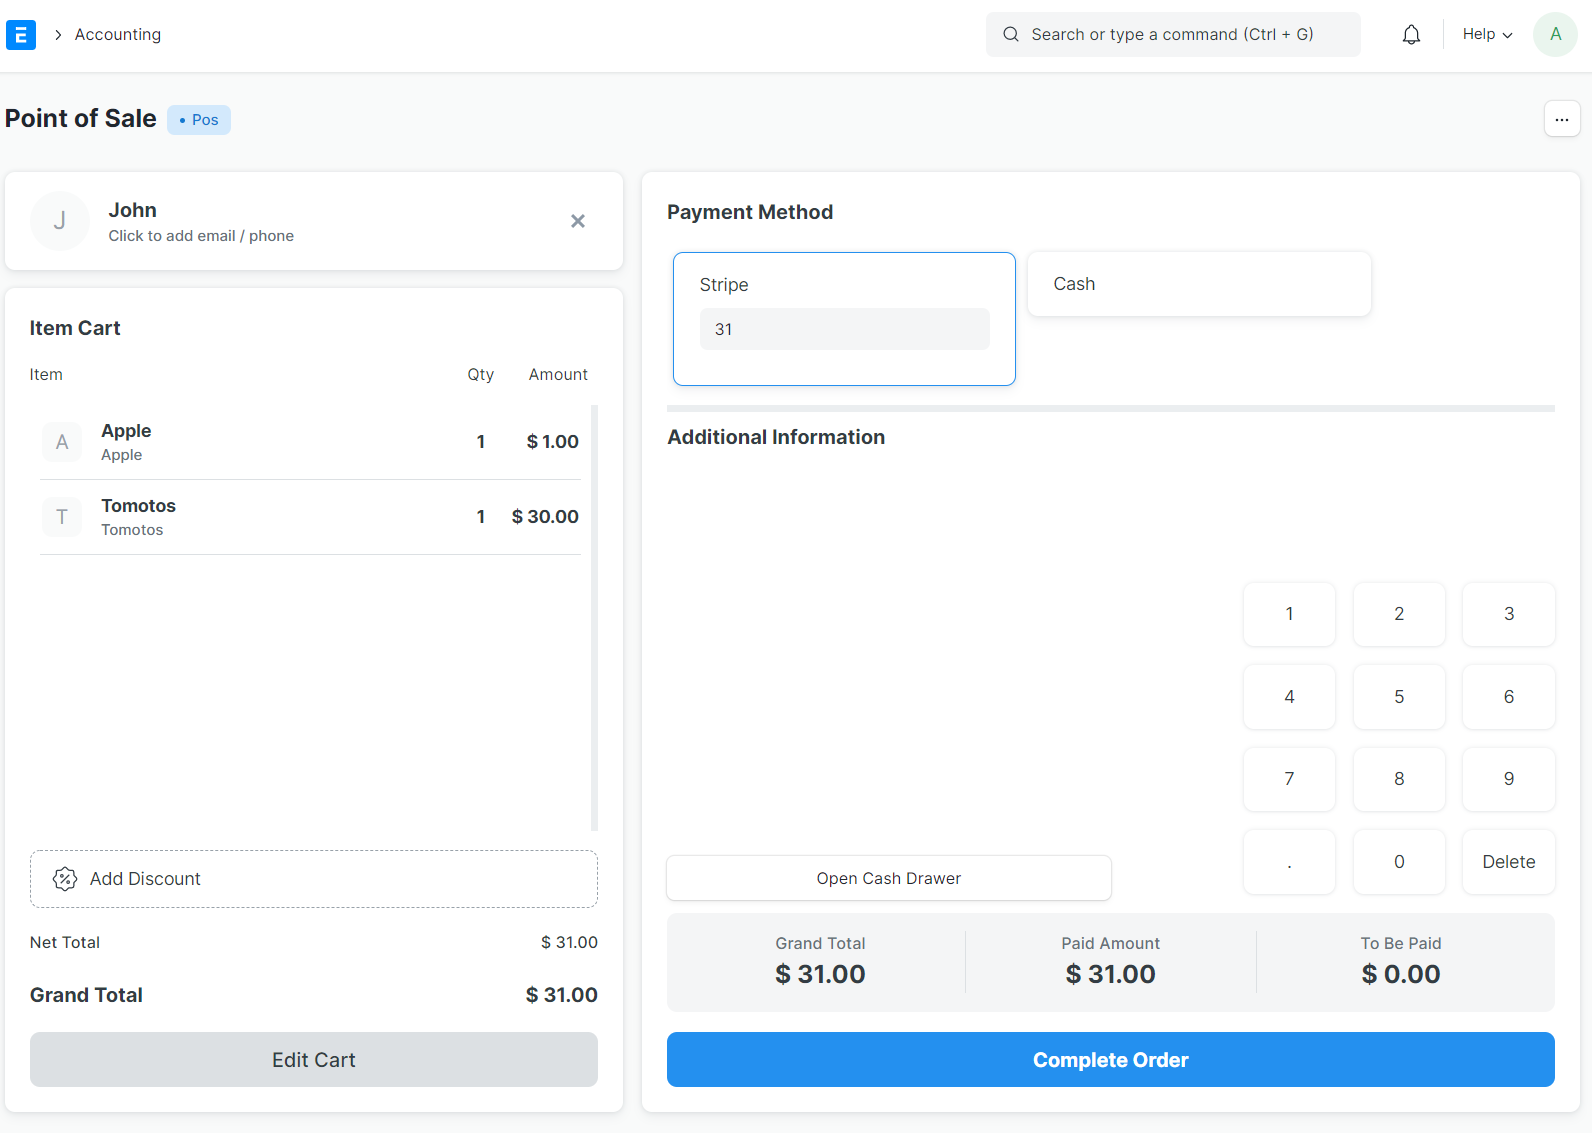 E
Accounting
Search or type a command (Ctrl + G)
Help
A
Point of Sale
• Pos
...
J
John
Click to add email / phone
Item Cart
Item Qty Amount
A
Apple
Apple
1 $ 1.00
T
Tomotos
Tomotos
1 $ 30.00
Add Discount
Net Total $ 31.00
Grand Total $ 31.00
Edit Cart
Payment Method
Stripe
31
Cash
Additional Information
1 2 3
4 5 6
7 8 9
. 0 Delete
Open Cash Drawer
Grand Total Paid Amount To Be Paid
$ 31.00 $ 31.00 $ 0.00
Complete Order